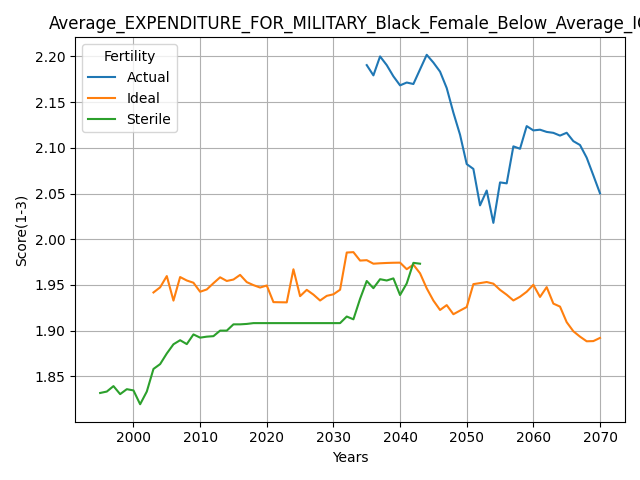 Average_EXPENDITURE_FOR_MILITARY_Black_Female_Below_Average_I
Fertility
Actual
Ideal
Sterile
Score(1-3)
2.20
2.15
2.10
2.05
2.00
1.95
1.90
1.85
2000 2010 2020 2030 2040 2050 2060 2070
Years